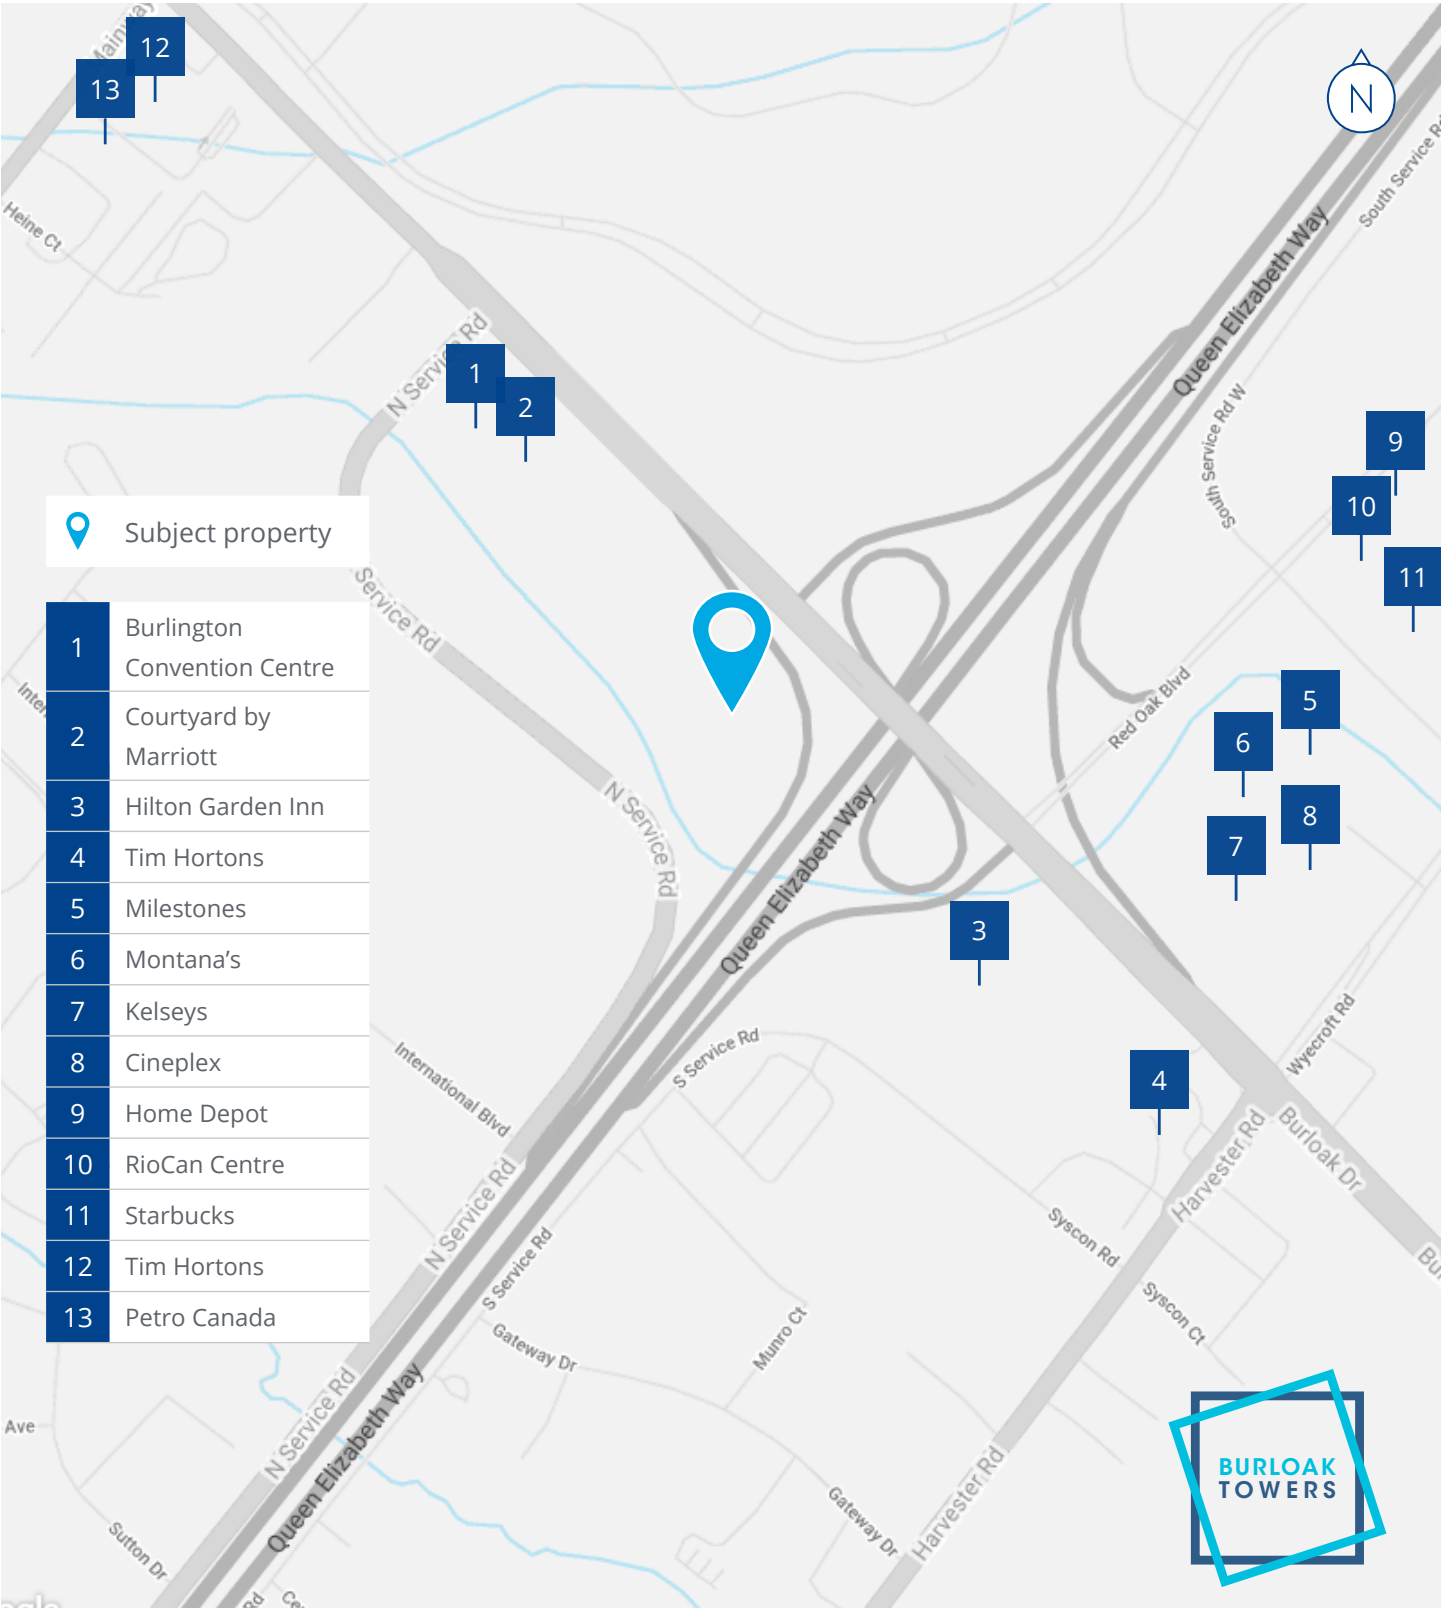 Mainway
12
13
N
South Service Rd
Heine Ct
Queen Elizabeth Way
N Service Rd
1
2
South Service Rd W
9
10
11
Subject property
Service Rd
1 Burlington
Convention Centre
2 Courtyard by
Marriott
3 Hilton Garden Inn
4 Tim Hortons
5 Milestones
6 Montana’s
7 Kelseys
8 Cineplex
9 Home Depot
10 RioCan Centre
11 Starbucks
12 Tim Hortons
13 Petro Canada
Red Oak Blvd
5
6
8
7
N Service Rd
Queen Elizabeth Way
3
S Service Rd
International Blvd
4
Wyecroft Rd
Harvester Rd
Burloak Dr
N Service Rd
S Service Rd
Syscon Rd
Syscon Ct
Gateway Dr
Munro Ct
N Service Rd
Queen Elizabeth Way
Ave
Harvester Rd
Gateway Dr
Sutton Dr
Rd
BURLOAK
TOWERS